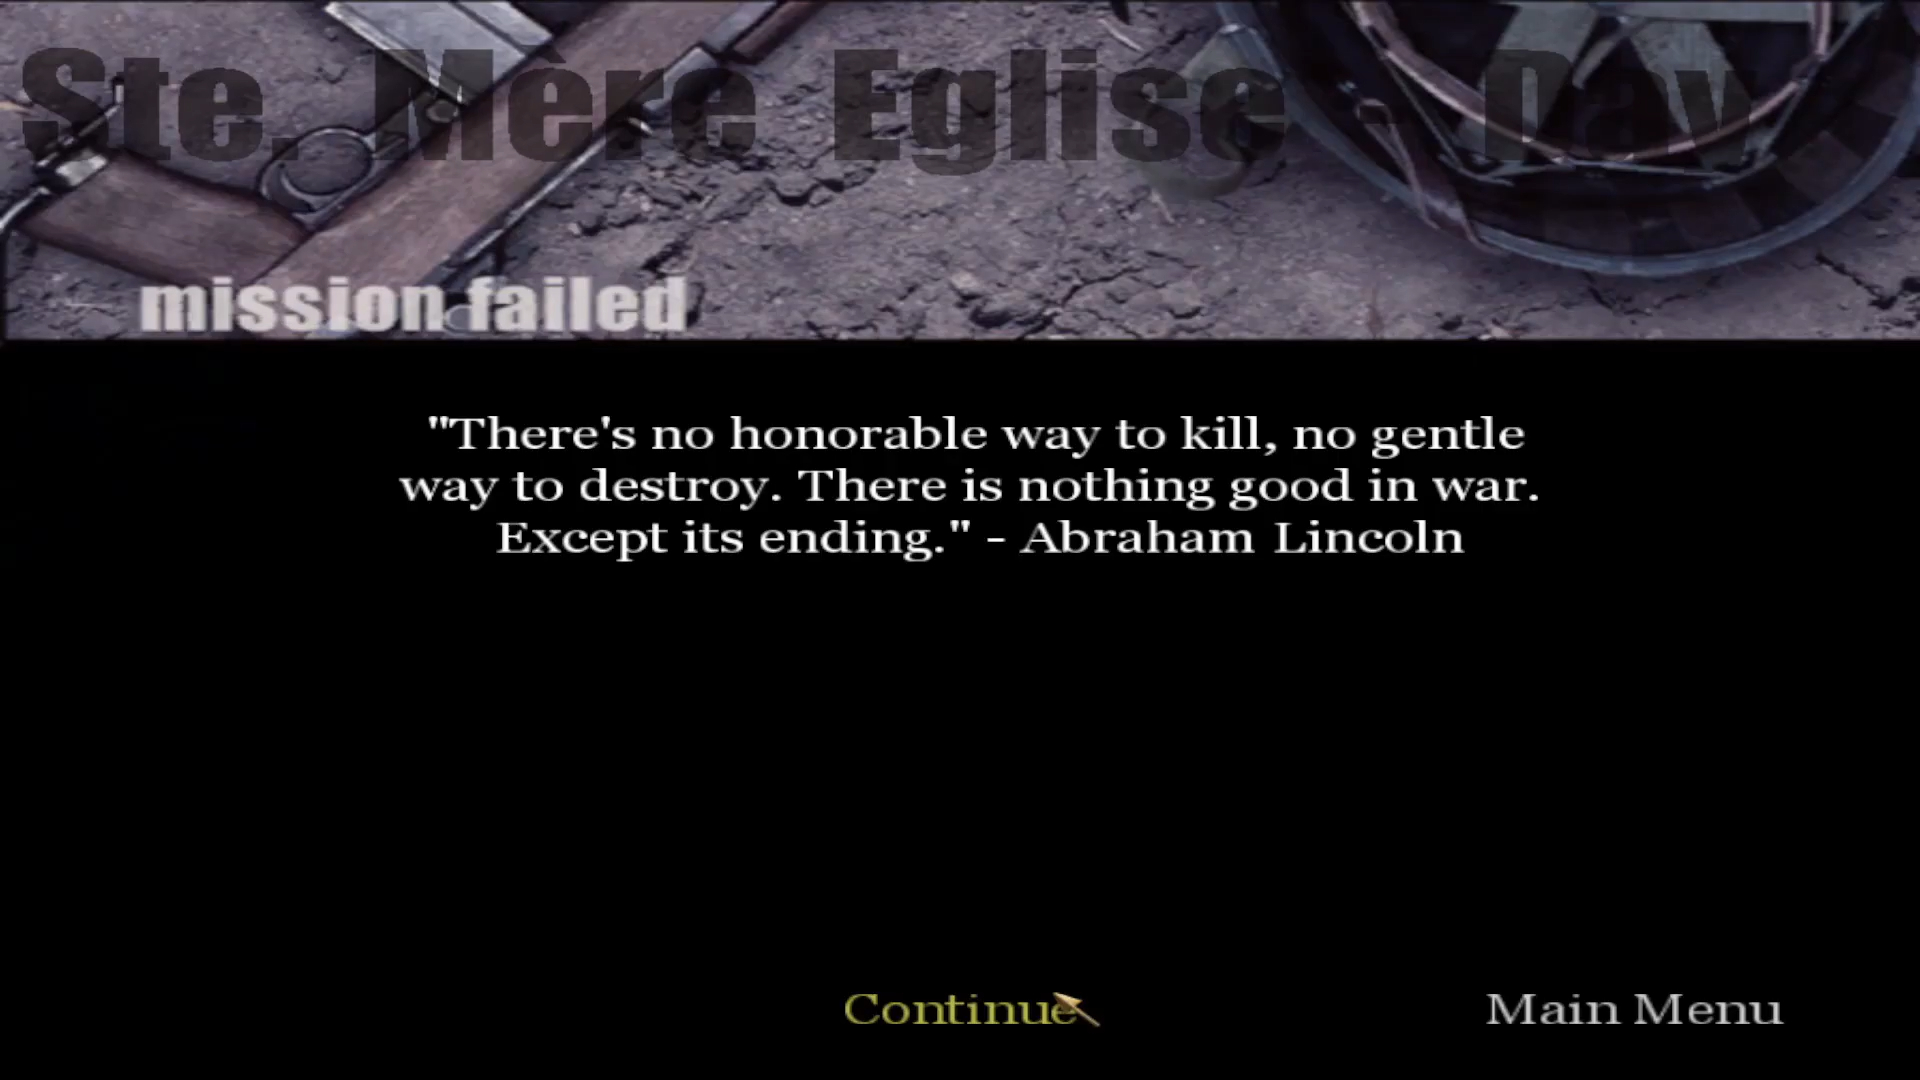 Ste. Mère Eglise - Day
mission failed
"There's no honorable way to kill, no gentle
way to destroy. There is nothing good in war.
Except its ending." - Abraham Lincoln
Continue
Main Menu